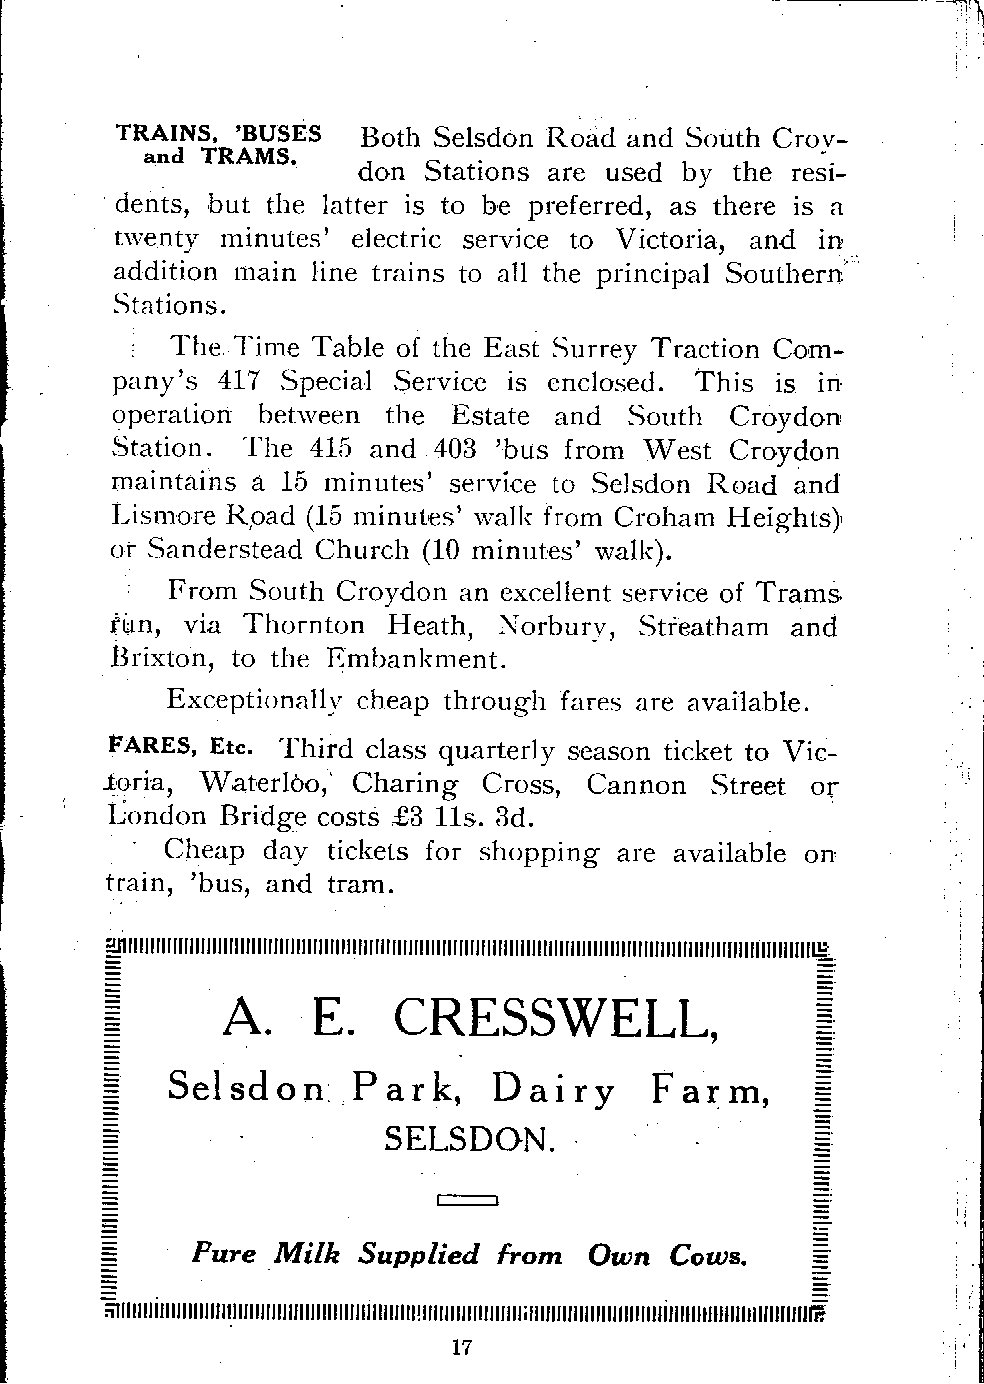 TRAINS, 'BUSES and TRAMS. Both Selsdon Road and South Croy-
don Stations are used by the resi-
dents, but the latter is to be preferred, as there is a
twenty minutes' electric service to Victoria, and in
addition main line trains to all the principal Southern
Stations.
The Time Table of the East Surrey Traction Com-
pany's 417 Special Service is enclosed. This is in
operation between the Estate and South Croydon
Station. The 415 and 403 'bus from West Croydon
maintains a 15 minutes' service to Selsdon Road and
Lismore Road (15 minutes' walk from Croham Heights)
or Sanderstead Church (10 minutes' walk).
From South Croydon an excellent service of Trams
run, via Thornton Heath, Norbury, Streatham and
Brixton, to the Embankment.
Exceptionally cheap through fares are available.
FARES, Etc. Third class quarterly season ticket to Vic-
toria, Waterloo, Charing Cross, Cannon Street or
London Bridge costs £3 11s. 3d.
Cheap day tickets for shopping are available on
train, 'bus, and tram.
A. E. CRESSWELL,
Selsdon Park, Dairy Farm,
SELSDON.
Pure Milk Supplied from Own Cows.
17